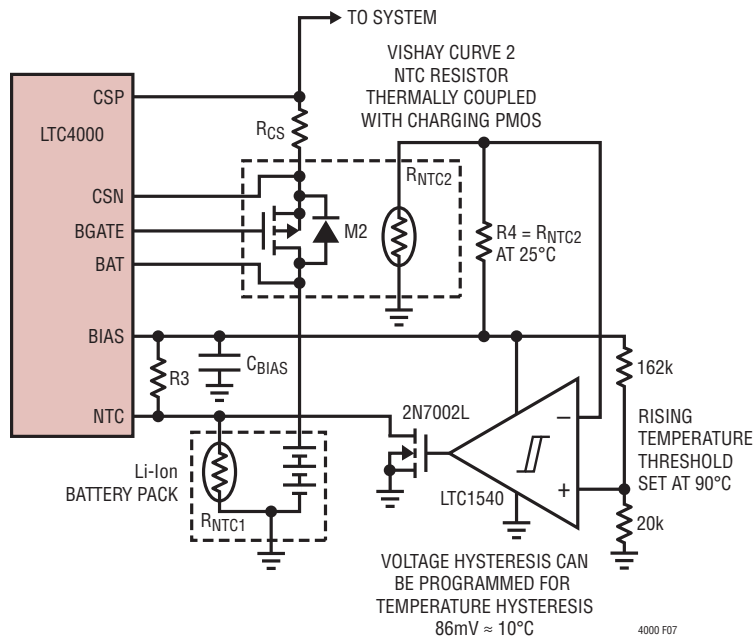 TO SYSTEM
VISHAY CURVE 2
NTC RESISTOR
THERMALLY COUPLED
WITH CHARGING PMOS
LTC4000
CSP
RCS
CSN
BGATE
BAT
M2
RNTC2
R4 = RNTC2
AT 25°C
BIAS
R3
CBIAS
162k
NTC
2N7002L
–
+
LTC1540
RISING
TEMPERATURE
THRESHOLD
SET AT 90°C
20k
Li-Ion
BATTERY PACK
RNTC1
VOLTAGE HYSTERESIS CAN
BE PROGRAMMED FOR
TEMPERATURE HYSTERESIS
86mV ≈ 10°C
4000 F07